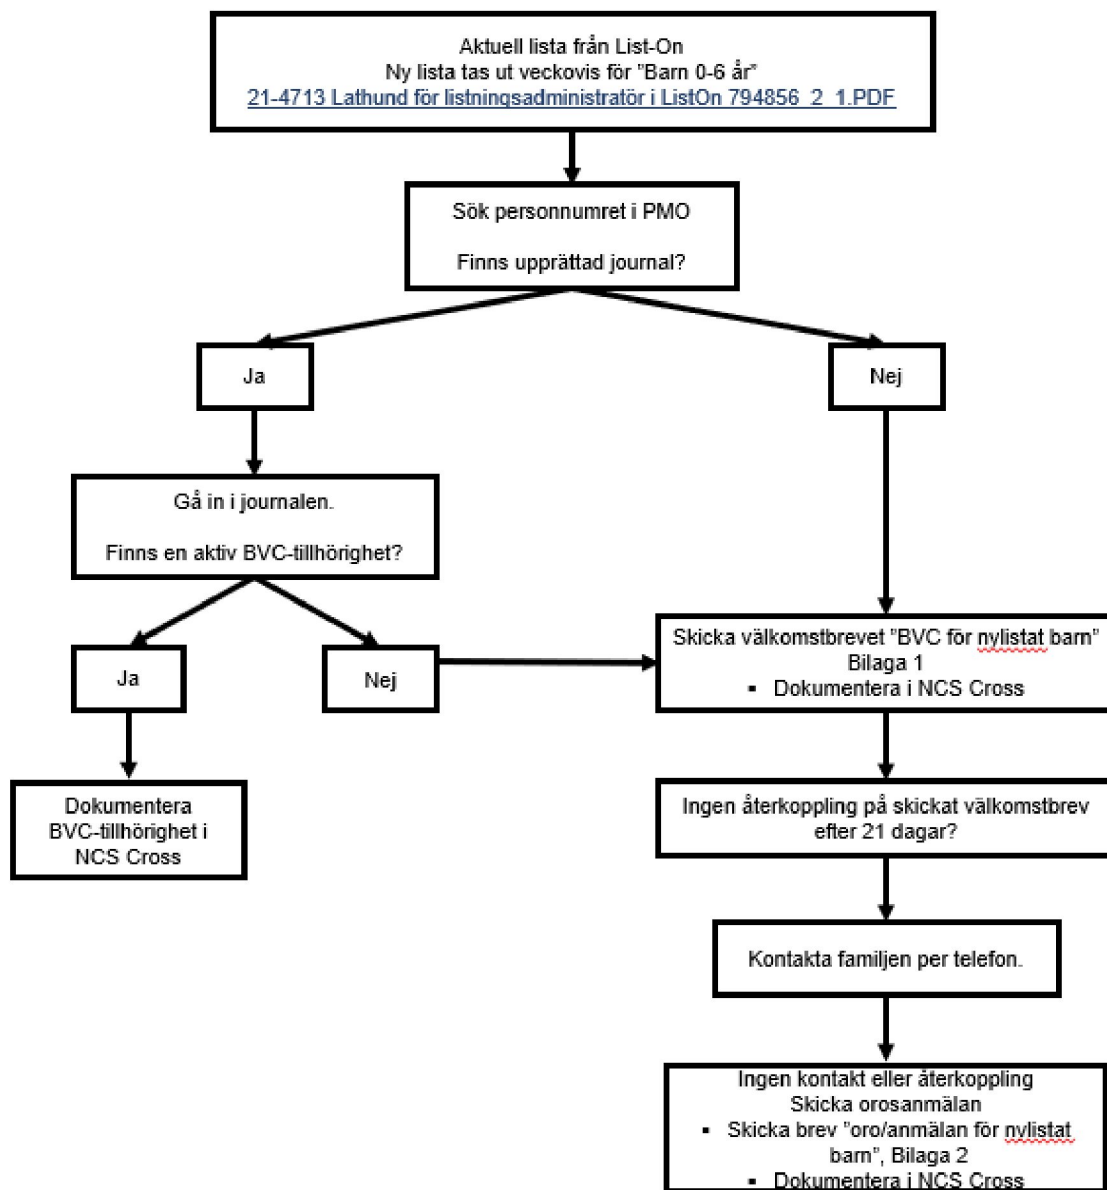 Aktuell lista från List-On
Ny lista tas ut veckovis för ”Barn 0-6 år”
21-4713 Lathund för listningsadministratör i ListOn 794856_2_1.PDF
Sök personnumret i PMO
Finns upprättad journal?
Ja
Nej
Gå in i journalen.
Finns en aktiv BVC-tillhörighet?
Ja
Nej
Skicka välkomstbrevet ”BVC för nylistat barn”
Bilaga 1
▪ Dokumentera i NCS Cross
Dokumentera
BVC-tillhörighet i
NCS Cross
Ingen återkoppling på skickat välkomstbrev
efter 21 dagar?
Kontakta familjen per telefon.
Ingen kontakt eller återkoppling
Skicka orosanmälan
▪ Skicka brev ”oro/anmälan för nylistat
barn”, Bilaga 2
▪ Dokumentera i NCS Cross